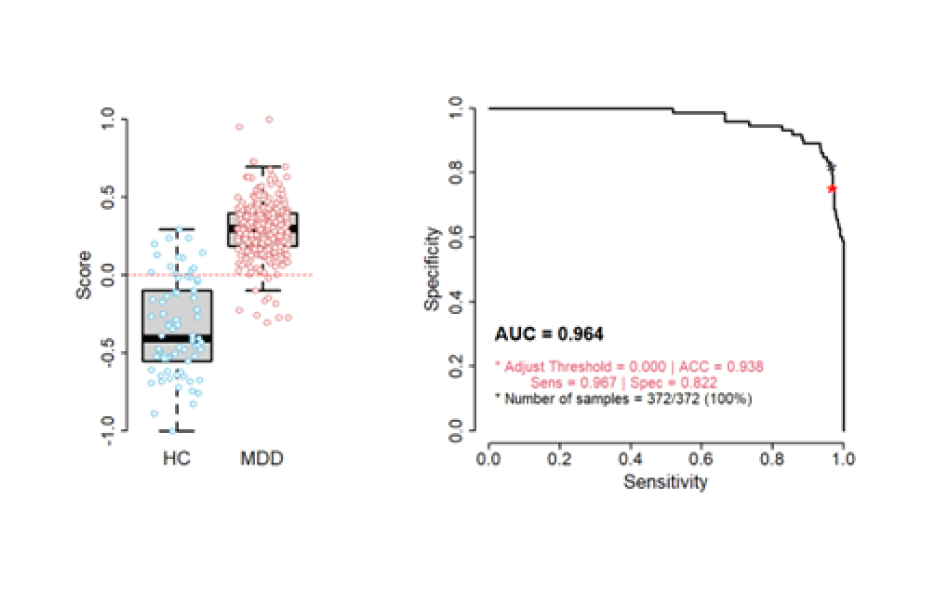 1.0
0.5
0.0
-0.5
-1.0
Score
HC MDD
1.0
0.8
0.6
0.4
0.2
0.0
Specificity
AUC = 0.964
* Adjust Threshold = 0.000 | ACC = 0.938
Sens = 0.967 | Spec = 0.822
* Number of samples = 372/372 (100%)
0.0 0.2 0.4 0.6 0.8 1.0
Sensitivity